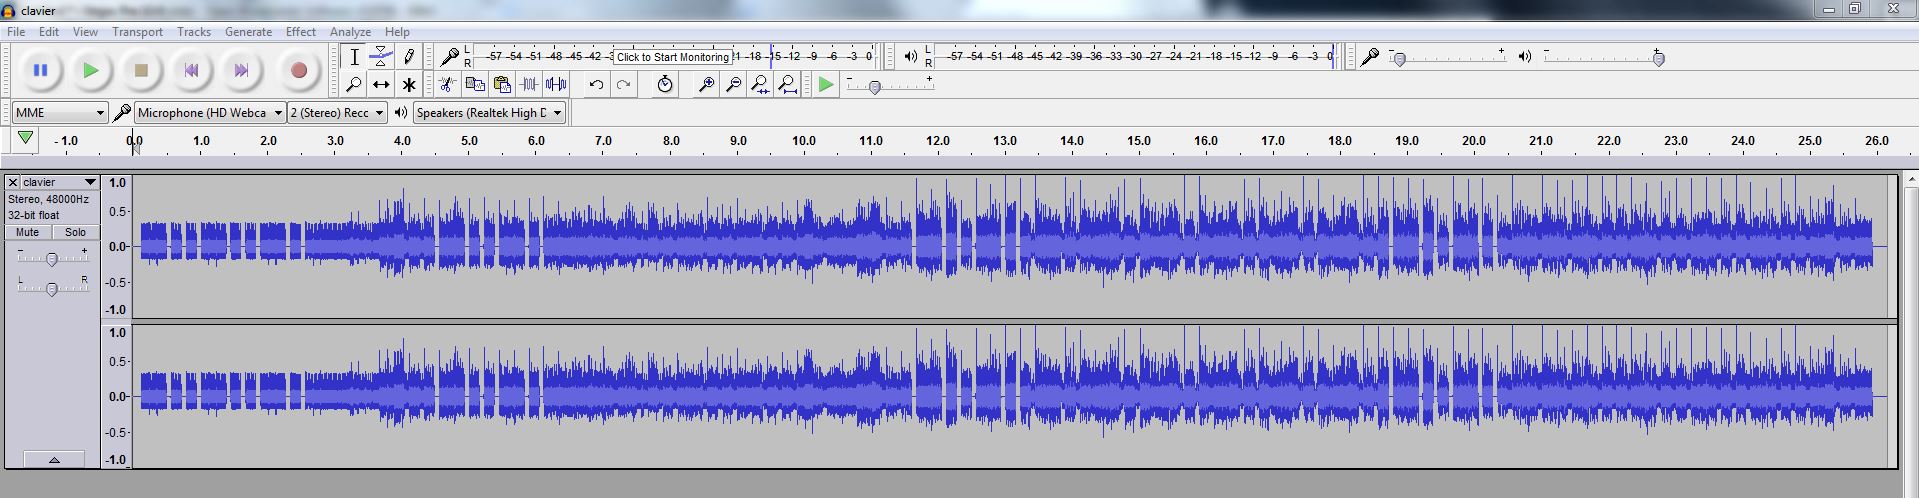 clavier
File Edit View Transport Tracks Generate Effect Analyze Help
L R -57 -54 -51 -48 -45 -42 -3 Click to Start Monitoring 21 -18 -15 -12 -9 -6 -3 0
L R -57 -54 -51 -48 -45 -42 -39 -36 -33 -30 -27 -24 -21 -18 -15 -12 -9 -6 -3 0
- +
- +
- +
MME Microphone (HD Webca 2 (Stereo) Recc Speakers (Realtek High D
- 1.0 0.0 1.0 2.0 3.0 4.0 5.0 6.0 7.0 8.0 9.0 10.0 11.0 12.0 13.0 14.0 15.0 16.0 17.0 18.0 19.0 20.0 21.0 22.0 23.0 24.0 25.0 26.0
X clavier
Stereo, 48000Hz
32-bit float
Mute Solo
- +
L R
1.0
0.5
0.0
-0.5
-1.0
1.0
0.5
0.0
-0.5
-1.0